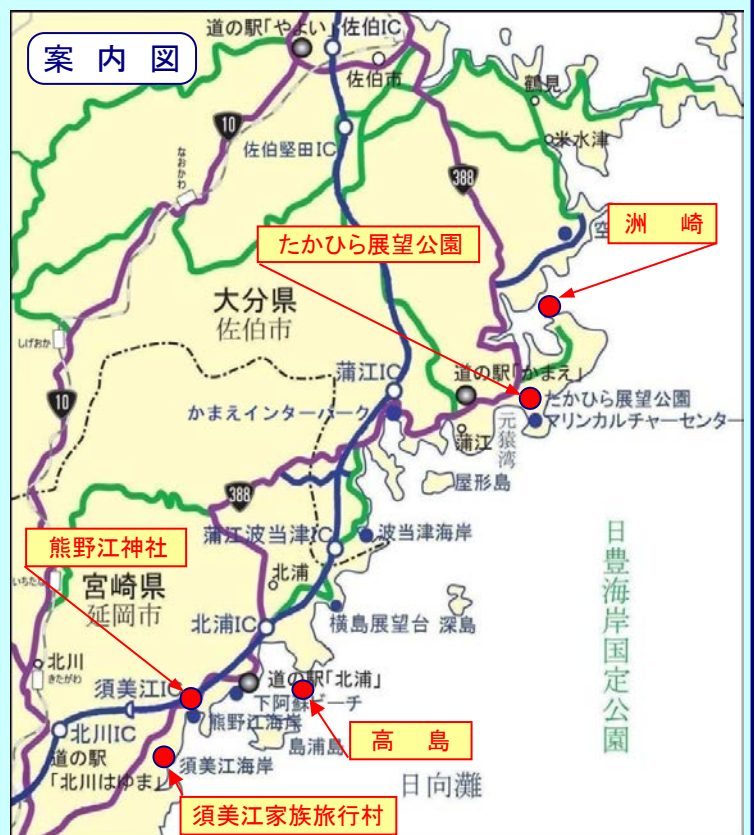 案 内 図
道の駅「やよい」
佐伯IC
佐伯市
鶴見
米水津
10
佐伯堅田IC
なおかわ
388
洲 崎
たかひら展望公園
空
大分県
佐伯市
しげおか
蒲江IC
道の駅「かまえ」
10
かまえインターパーク
たかひら展望公園
マリンカルチャーセンター
元猿湾
蒲江
屋形島
388
熊野江神社
蒲江波当津IC
波当津海岸
日豊海岸国定公園
宮崎県
延岡市
北浦
北浦IC
横島展望台
深島
北川
きたがわ
須美江IC
道の駅「北浦」
下阿蘇ビーチ
熊野江海岸
北川IC
島浦島
高 島
道の駅
「北川はゆま」
須美江海岸
日向灘
須美江家族旅行村